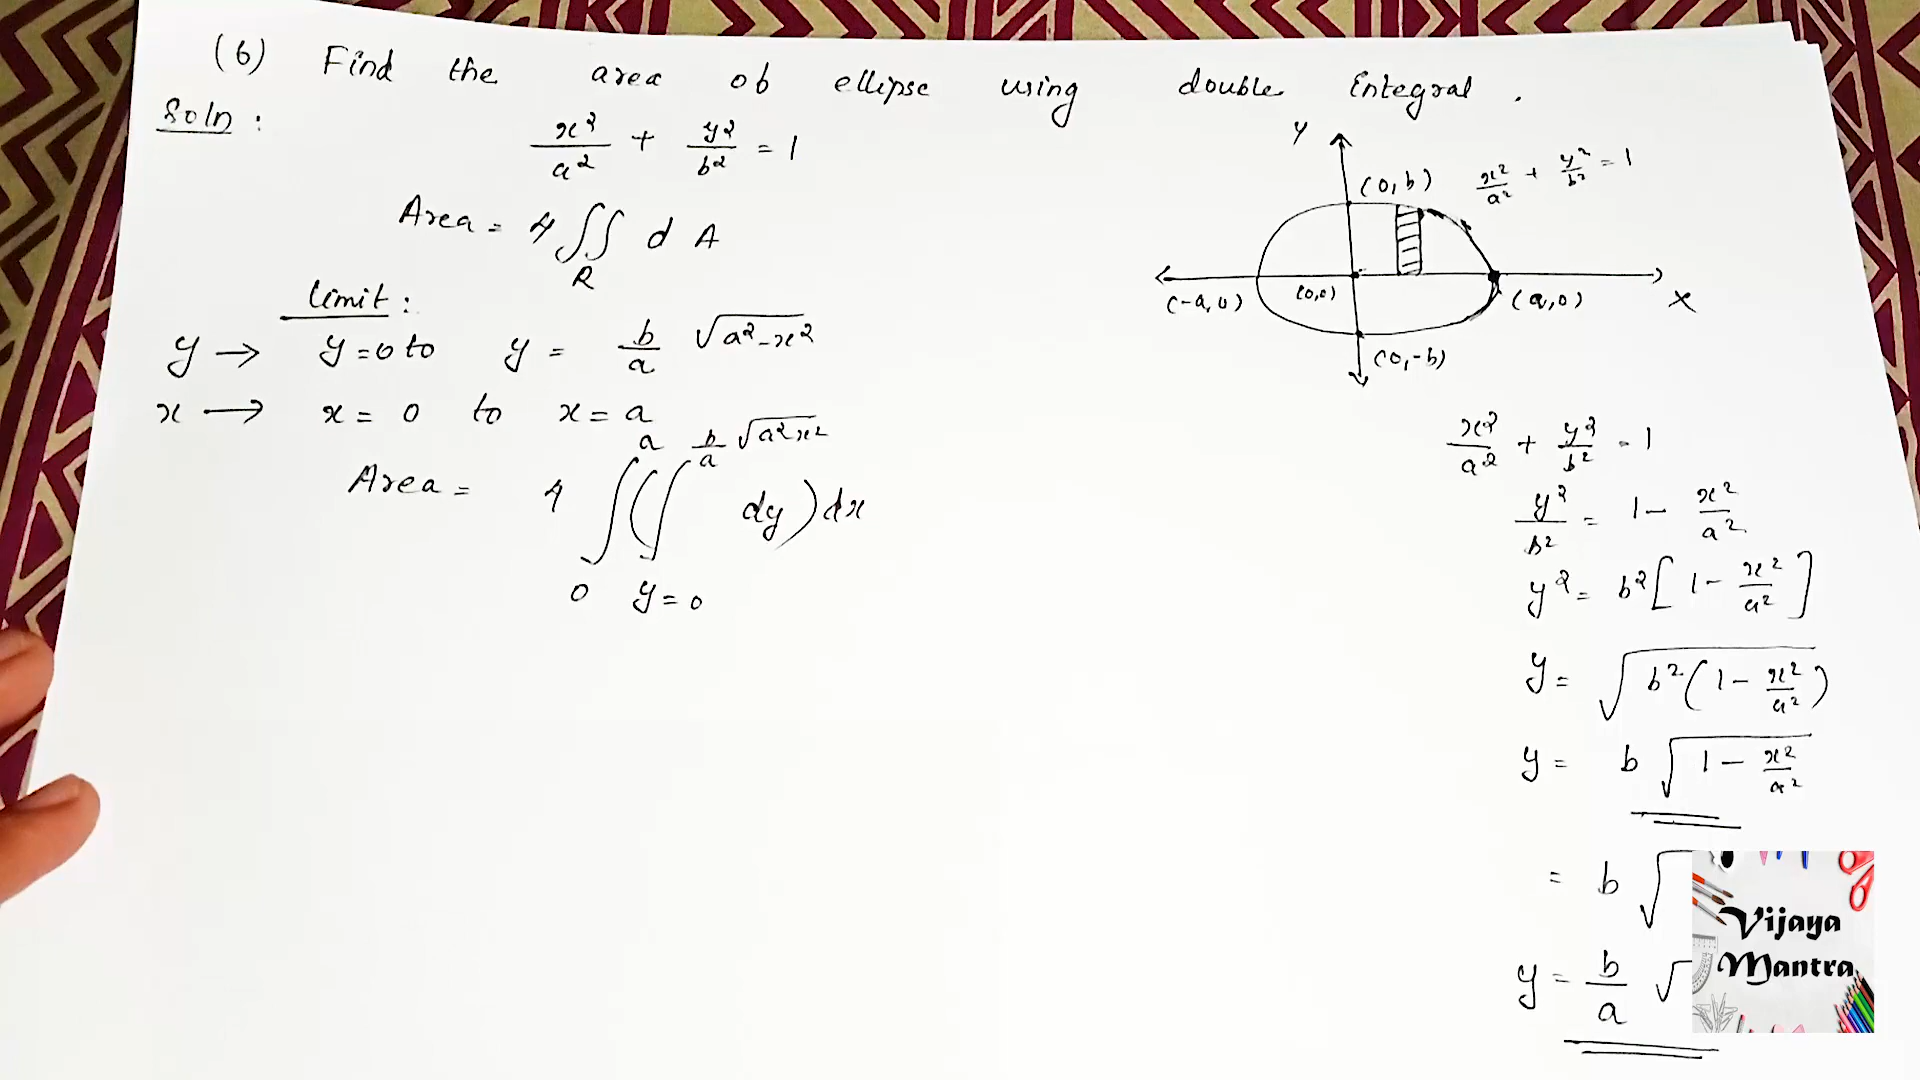 (6) Find the area of ellipse using double integral.
Soln :
x²/a² + y²/b² = 1
Area = 4 ∬ d A
R
limit :
y → y = 0 to y = b/a √a²-x²
x → x = 0 to x = a
Area = 4 ∫ ( ∫ dy ) dx
a b/a √a²-x²
0 y = 0
Y
(0, b) x²/a² + y²/b² = 1
(-a, 0) (0,0) (a, 0) X
(0, -b)
x²/a² + y²/b² = 1
y²/b² = 1 - x²/a²
y² = b² [ 1 - x²/a² ]
y = √b² ( 1 - x²/a² )
y = b √1 - x²/a²
= b √
y = b/a √
Vijaya
Mantra